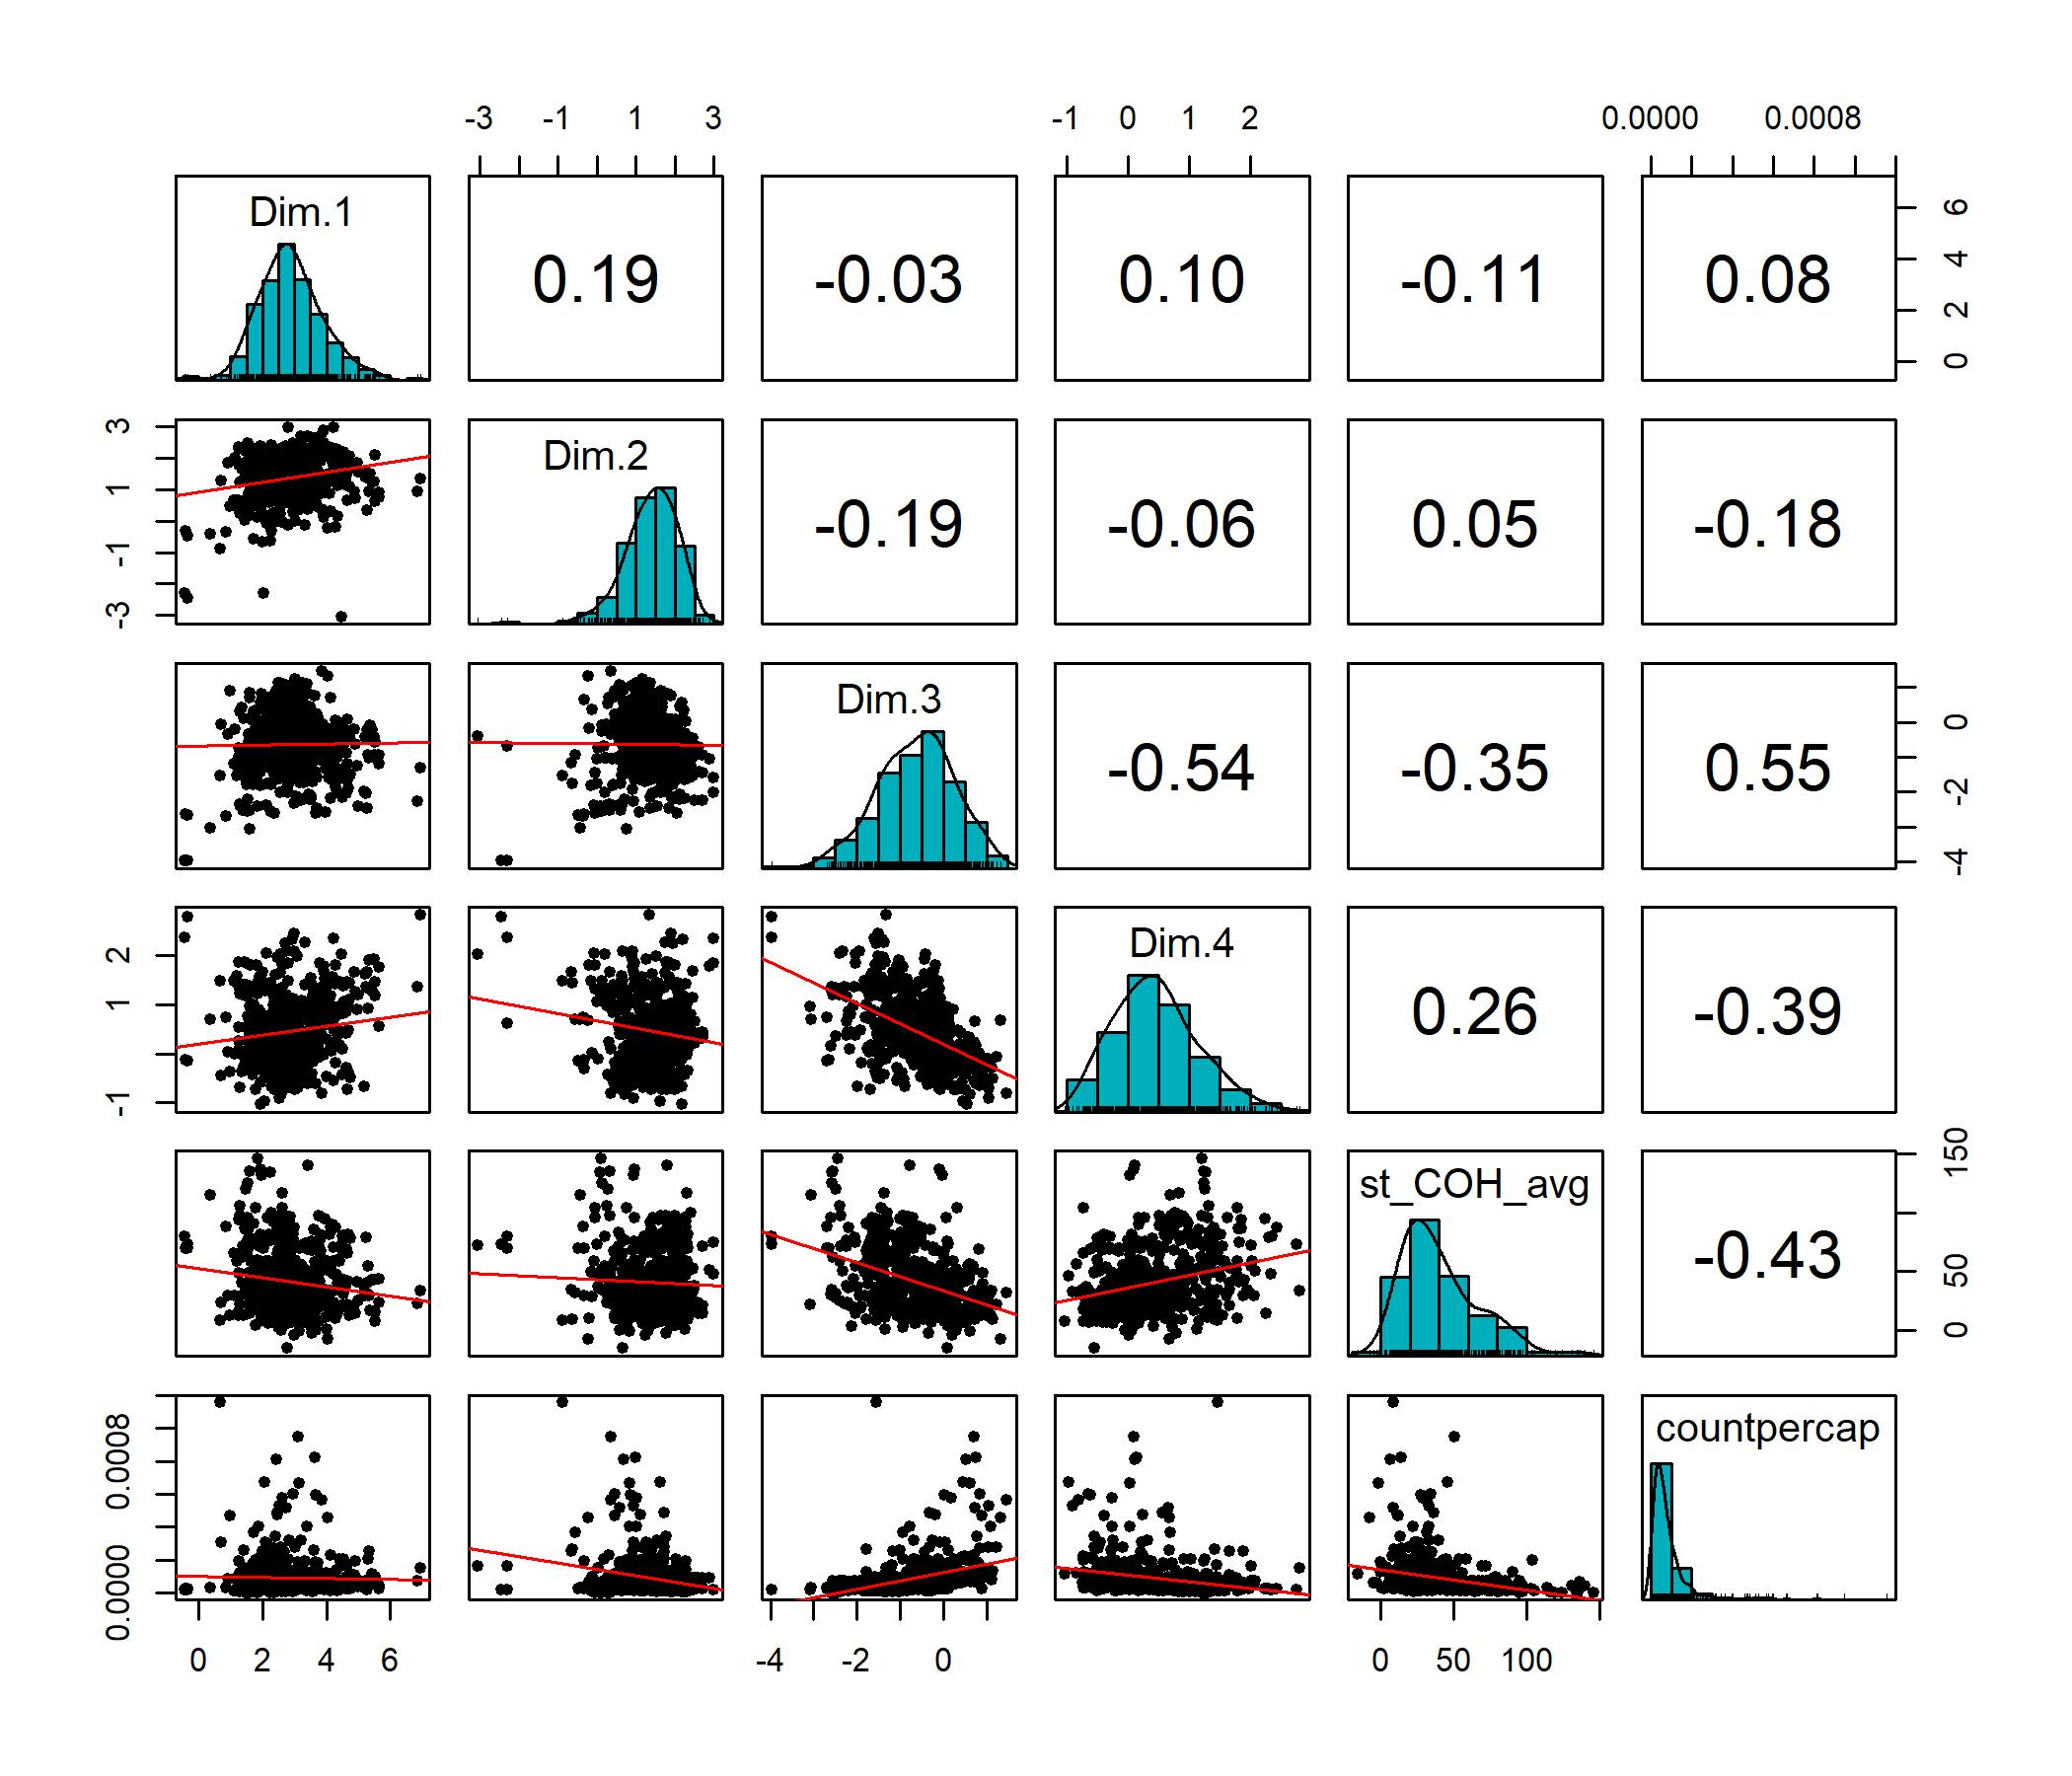 -3 -1 1 3 -1 0 1 2 0.0000 0.0008
Dim.1 0.19 -0.03 0.10 -0.11 0.08
0 2 4 6
3 1 -1 -3
Dim.2 -0.19 -0.06 0.05 -0.18
Dim.3 -0.54 -0.35 0.55
0 -2 -4
2 1 -1
Dim.4 0.26 -0.39
st_COH_avg -0.43
150 50 0
0.0008 0.0000
countpercap
0 2 4 6 -4 -2 0 0 50 100